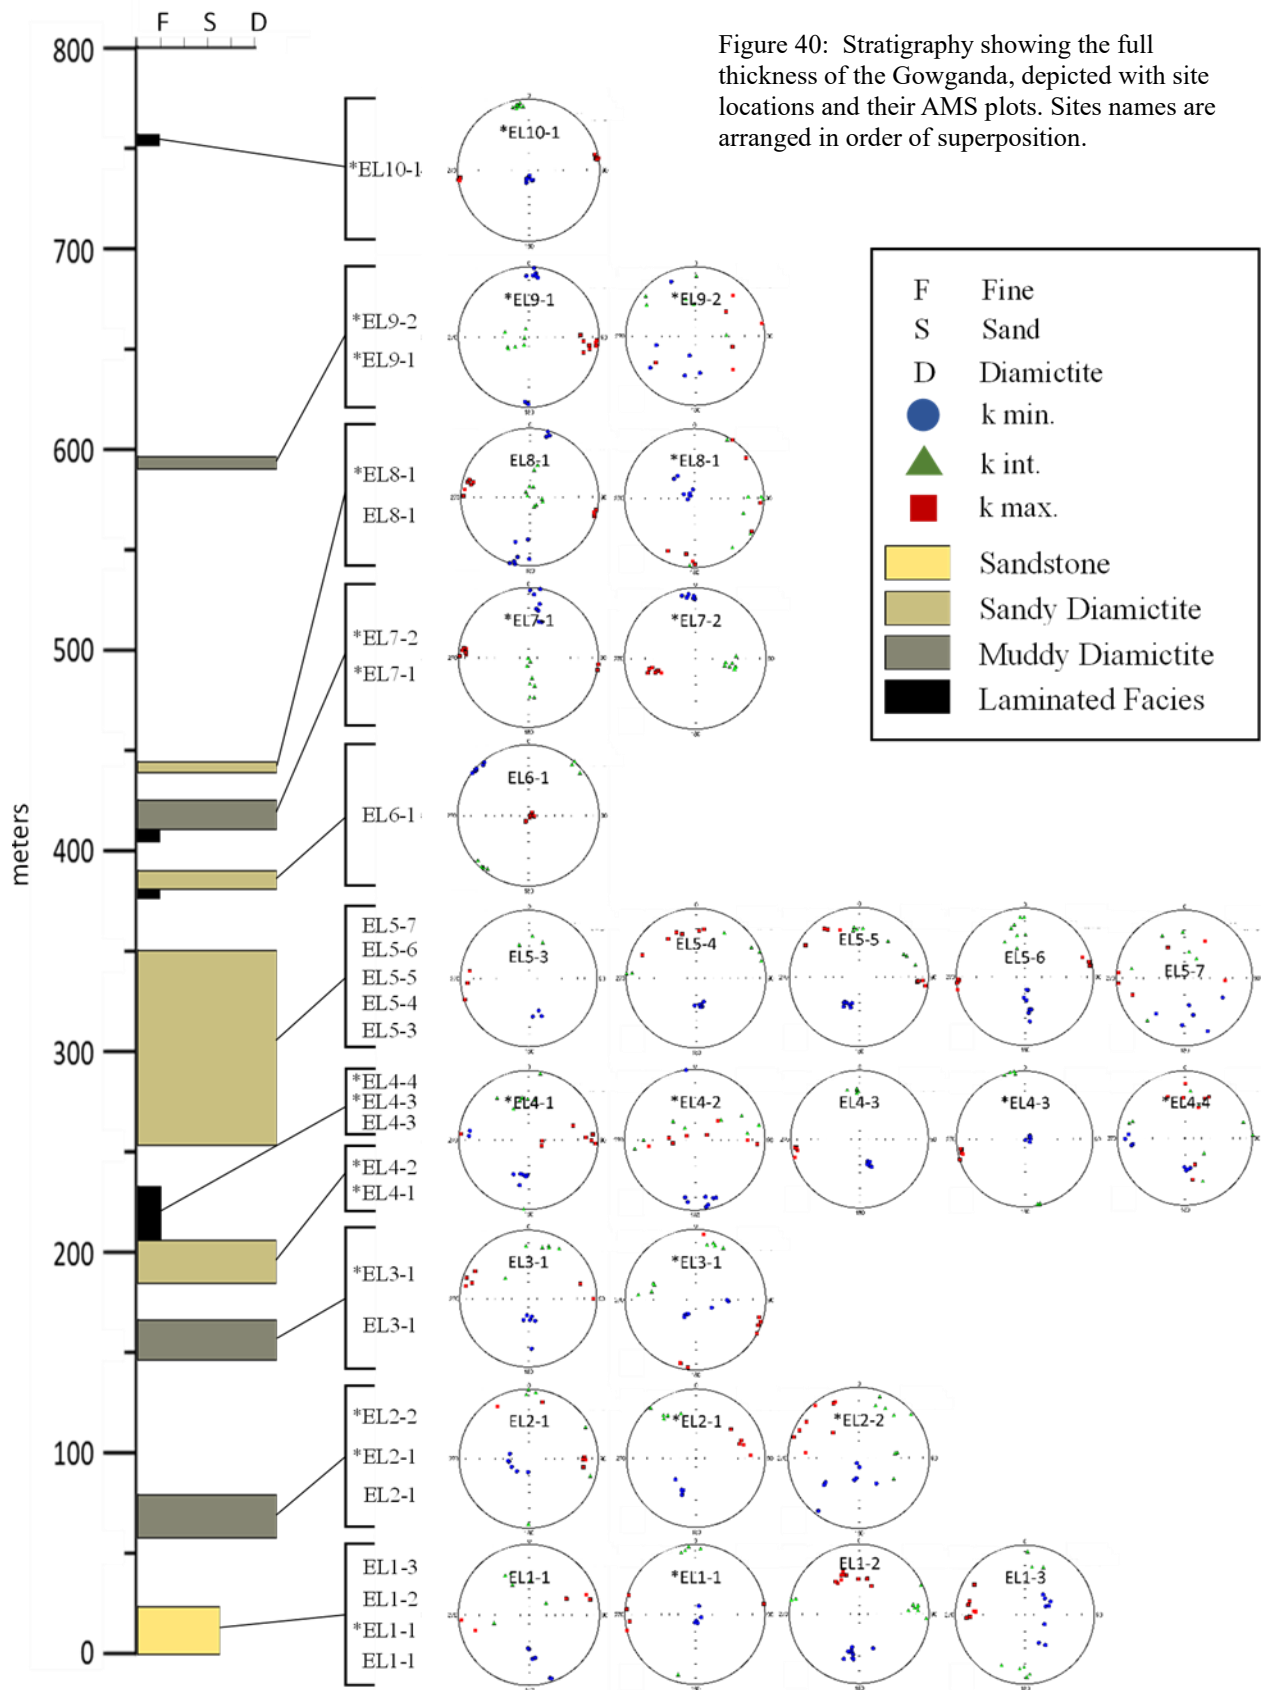 F S D
Figure 40: Stratigraphy showing the full
thickness of the Gowganda, depicted with site
locations and their AMS plots. Sites names are
arranged in order of superposition.
800
700
600
500
400
300
200
100
0
meters
F Fine
S Sand
D Diamictite
k min.
k int.
k max.
Sandstone
Sandy Diamictite
Muddy Diamictite
Laminated Facies
*EL10-1
*EL10-1
*EL9-2
*EL9-1
*EL9-1
*EL9-2
*EL8-1
EL8-1
EL8-1
*EL8-1
*EL7-2
*EL7-1
*EL7-1
*EL7-2
EL6-1
EL6-1
EL5-7
EL5-6
EL5-5
EL5-4
EL5-3
EL5-3
EL5-4
EL5-5
EL5-6
EL5-7
*EL4-4
*EL4-3
EL4-3
*EL4-2
*EL4-1
*EL4-1
*EL4-2
EL4-3
*EL4-3
*EL4-4
*EL3-1
EL3-1
EL3-1
*EL3-1
*EL2-2
*EL2-1
EL2-1
EL2-1
*EL2-1
*EL2-2
EL1-3
EL1-2
*EL1-1
EL1-1
EL1-1
*EL1-1
EL1-2
EL1-3